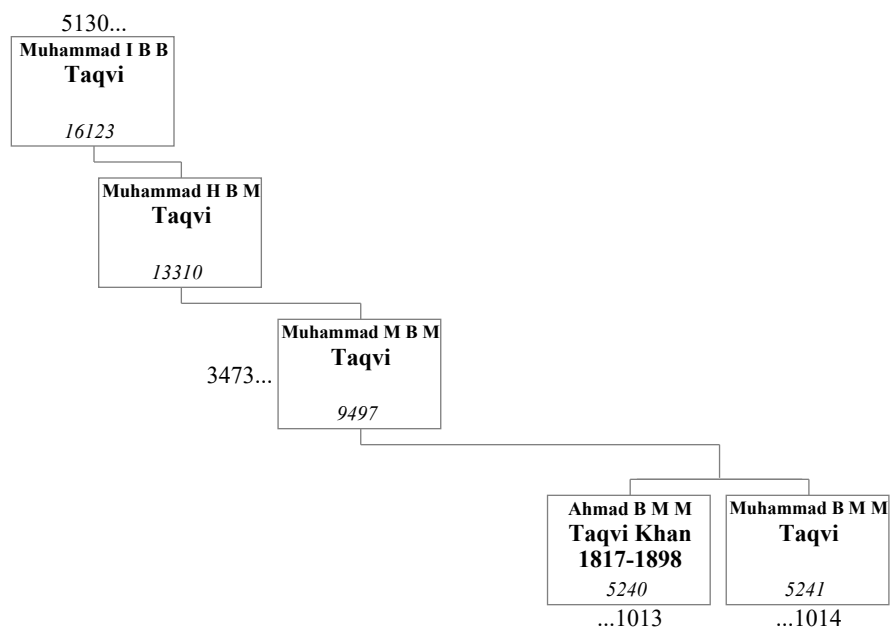 5130...
Muhammad I B B
Taqvi
16123
Muhammad H B M
Taqvi
13310
Muhammad M B M
Taqvi
3473...
9497
Ahmad B M M
Taqvi Khan
1817-1898
5240
...1013
Muhammad B M M
Taqvi
5241
...1014